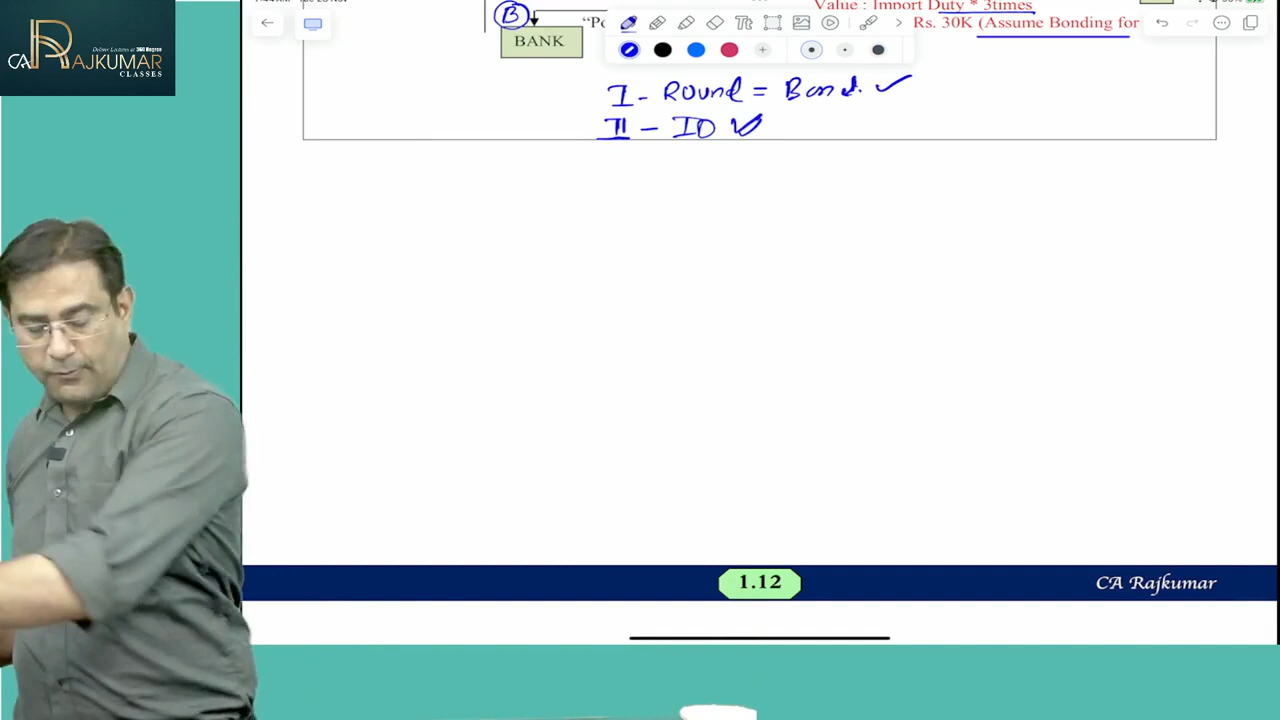 Value : Import Duty * 3times
B
"Po
Tt
Rs. 30K (Assume Bonding for
BANK
I - Round = Bond. ✓
II - ID ✓
Deliver Lectures at 360 Degree
CA RAJKUMAR
CLASSES
1.12
CA Rajkumar